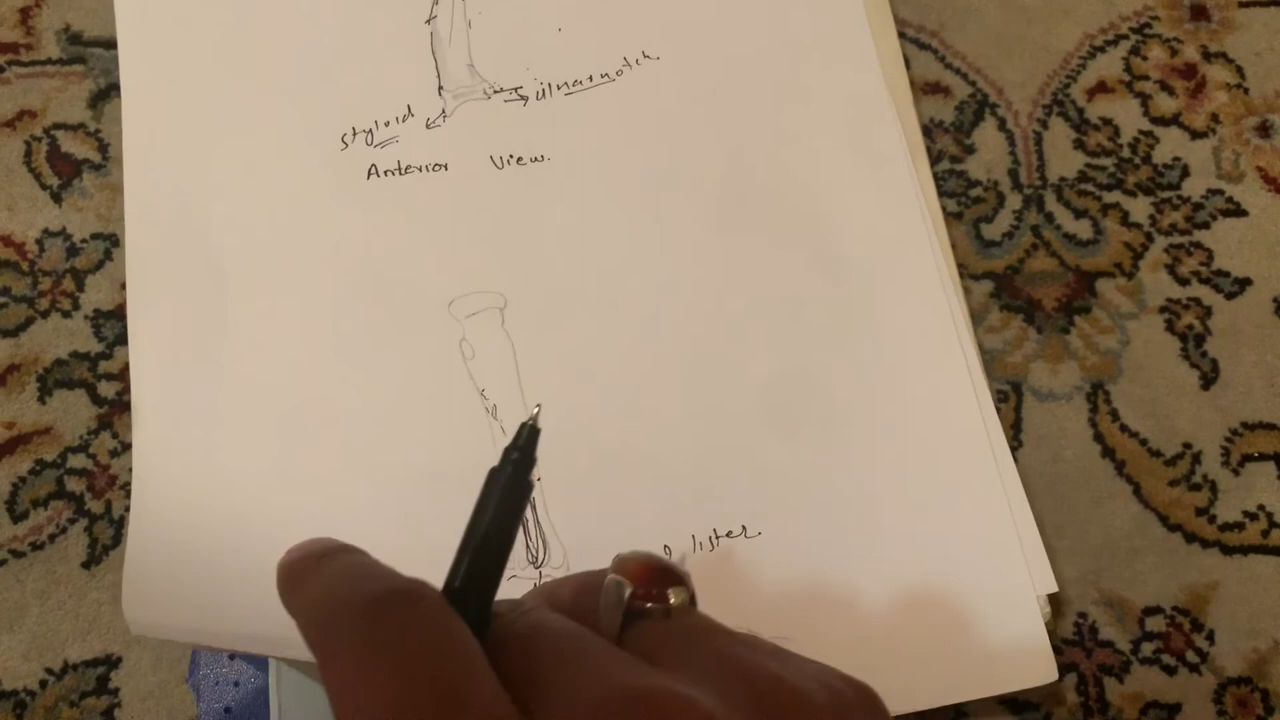 ulnar notch
styloid
Anterior View.
lister